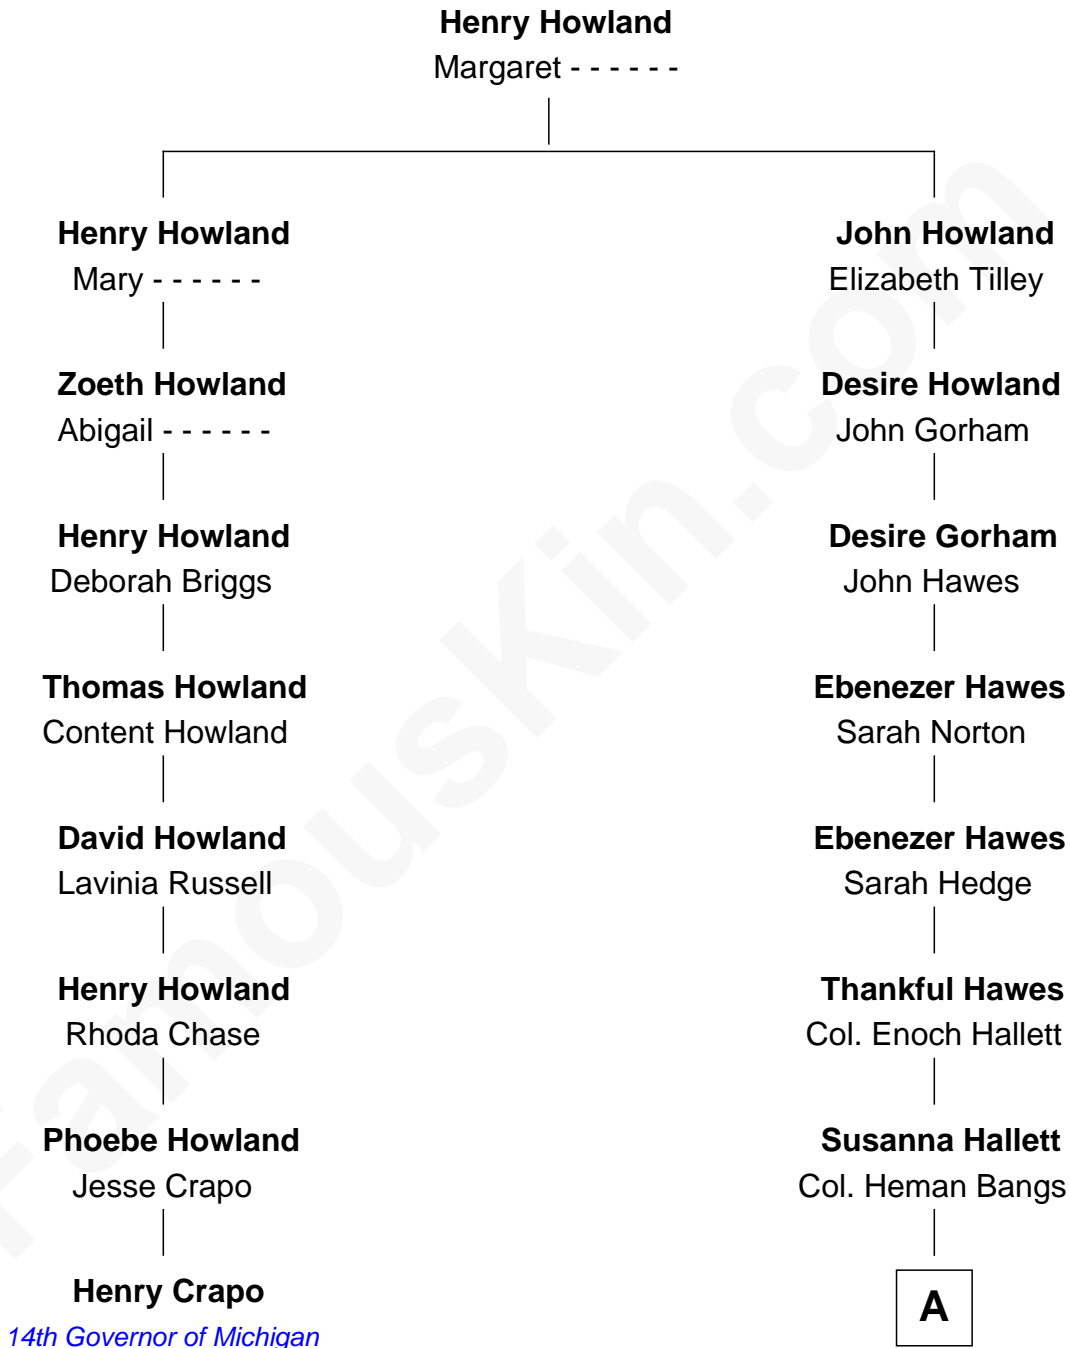 Henry Howland
Margaret - - - - - -
Henry Howland
Mary - - - - - -
John Howland
Elizabeth Tilley
Zoeth Howland
Abigail - - - - - -
Desire Howland
John Gorham
Henry Howland
Deborah Briggs
Desire Gorham
John Hawes
Thomas Howland
Content Howland
Ebenezer Hawes
Sarah Norton
David Howland
Lavinia Russell
Ebenezer Hawes
Sarah Hedge
Henry Howland
Rhoda Chase
Thankful Hawes
Col. Enoch Hallett
Phoebe Howland
Jesse Crapo
Susanna Hallett
Col. Heman Bangs
Henry Crapo
14th Governor of Michigan
A
FamousKin.com